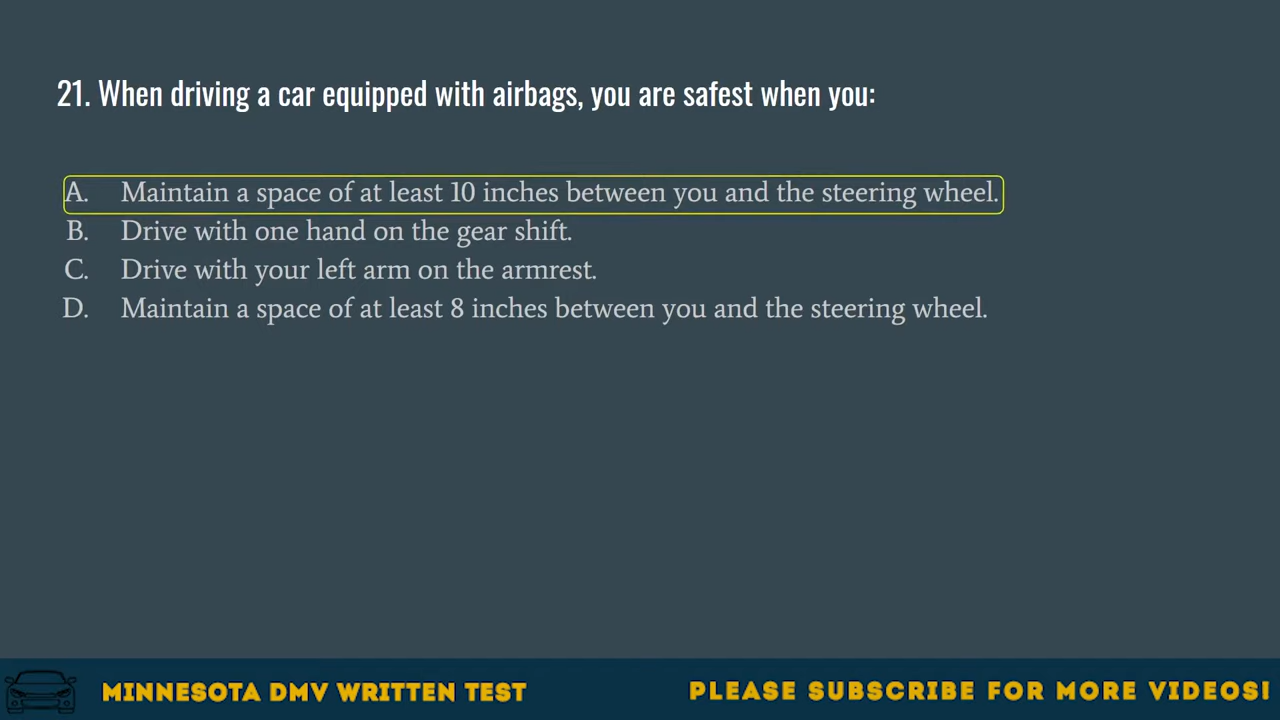 21. When driving a car equipped with airbags, you are safest when you:
A. Maintain a space of at least 10 inches between you and the steering wheel.
B. Drive with one hand on the gear shift.
C. Drive with your left arm on the armrest.
D. Maintain a space of at least 8 inches between you and the steering wheel.
MINNESOTA DMV WRITTEN TEST
PLEASE SUBSCRIBE FOR MORE VIDEOS!